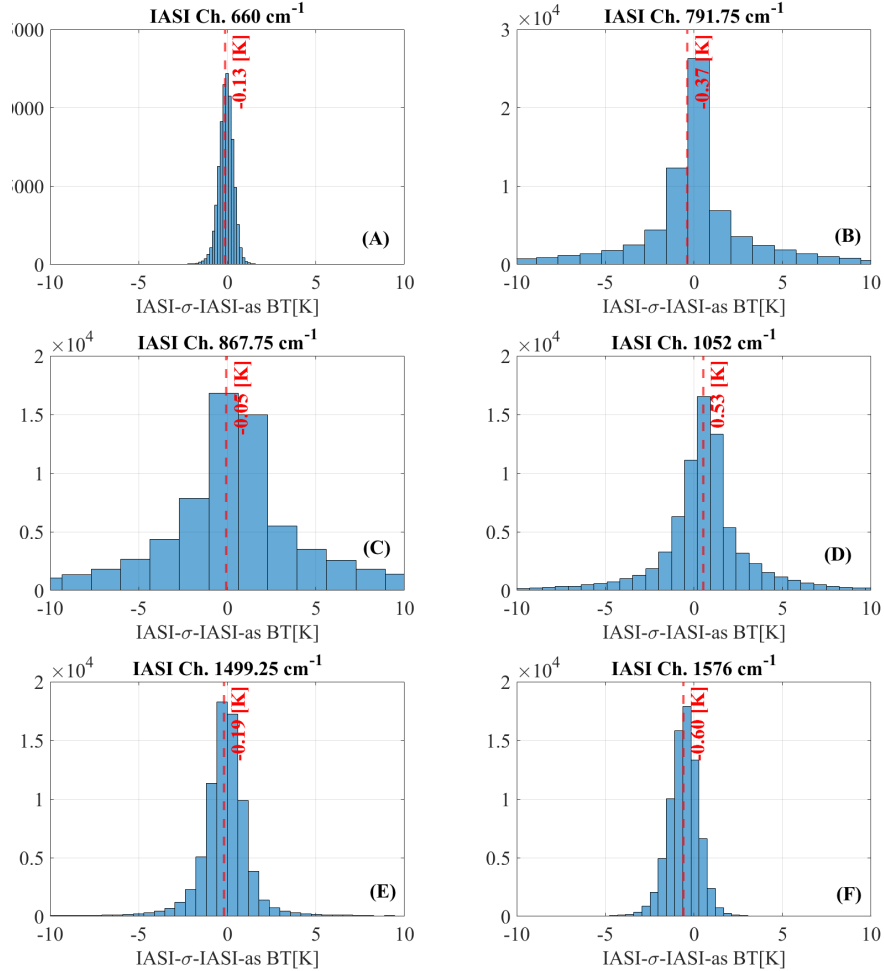 IASI Ch. 660 cm⁻¹
5000
0000
5000
0
-0.13 [K]
(A)
-10 -5 0 5 10
IASI-σ-IASI-as BT[K]
IASI Ch. 791.75 cm⁻¹
×10⁴
3
2
1
0
-0.37 [K]
(B)
-10 -5 0 5 10
IASI-σ-IASI-as BT[K]
IASI Ch. 867.75 cm⁻¹
×10⁴
2
1.5
1
0.5
0
-0.05 [K]
(C)
-10 -5 0 5 10
IASI-σ-IASI-as BT[K]
IASI Ch. 1052 cm⁻¹
×10⁴
2
1.5
1
0.5
0
0.53 [K]
(D)
-10 -5 0 5 10
IASI-σ-IASI-as BT[K]
IASI Ch. 1499.25 cm⁻¹
×10⁴
2
1.5
1
0.5
0
-0.19 [K]
(E)
-10 -5 0 5 10
IASI-σ-IASI-as BT[K]
IASI Ch. 1576 cm⁻¹
×10⁴
2
1.5
1
0.5
0
-0.60 [K]
(F)
-10 -5 0 5 10
IASI-σ-IASI-as BT[K]